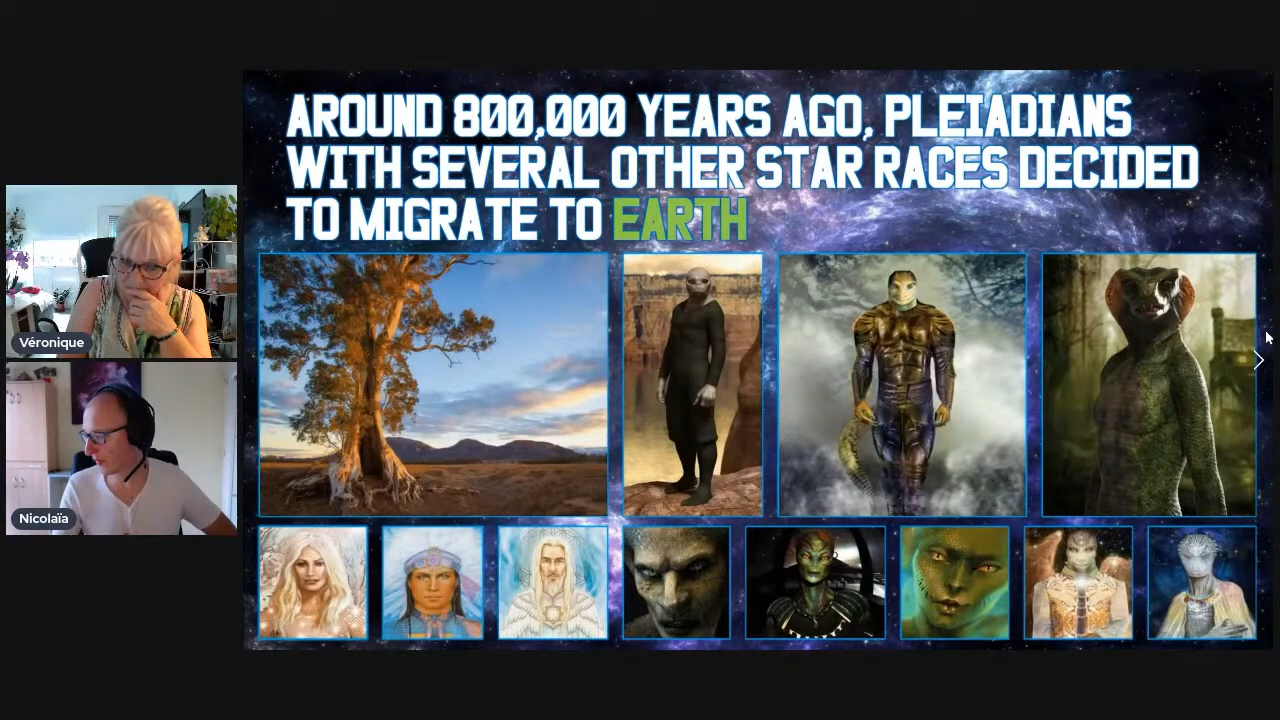 AROUND 800,000 YEARS AGO, PLEIADIANS
WITH SEVERAL OTHER STAR RACES DECIDED
TO MIGRATE TO EARTH
Véronique
Nicolaïa